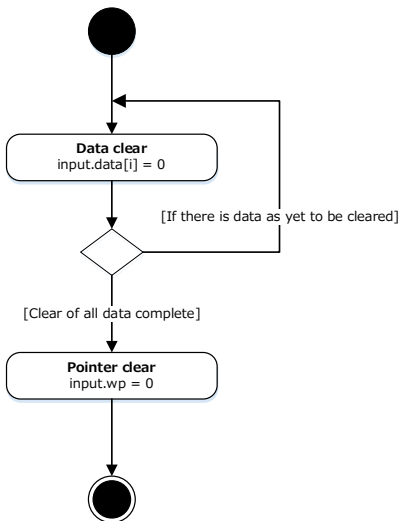 Data clear
input.data[i] = 0
[If there is data as yet to be cleared]
[Clear of all data complete]
Pointer clear
input.wp = 0